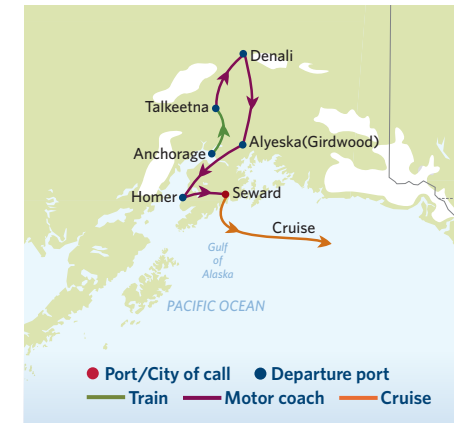 Denali
Talkeetna
Alyeska(Girdwood)
Anchorage
Homer
Seward
Cruise
Gulf
of
Alaska
PACIFIC OCEAN
Port/City of call
Departure port
Train
Motor coach
Cruise